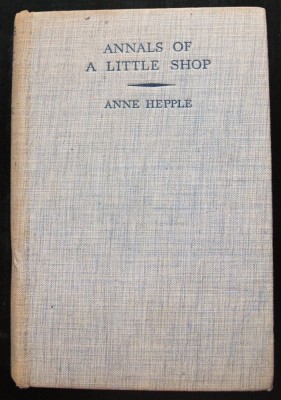 ANNALS OF
A LITTLE SHOP
ANNE HEPPLE